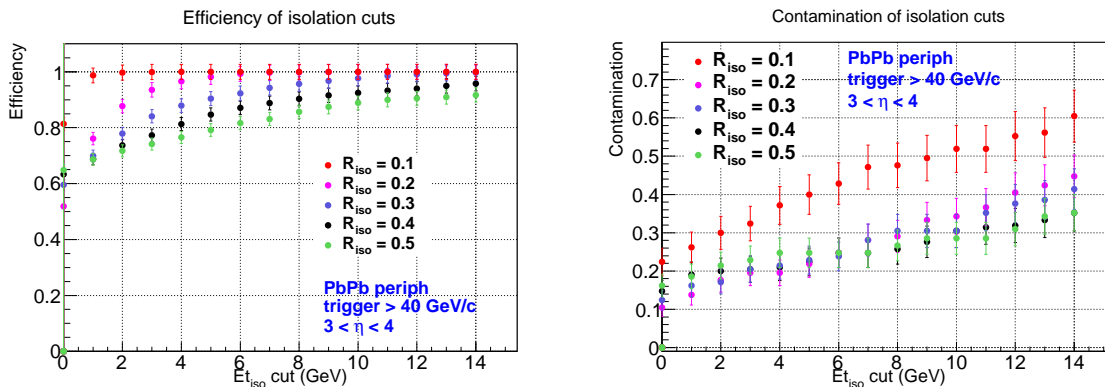 Efficiency of isolation cuts
Efficiency
1
0.8
0.6
0.4
0.2
0
R_iso = 0.1
R_iso = 0.2
R_iso = 0.3
R_iso = 0.4
R_iso = 0.5
PbPb periph
trigger > 40 GeV/c
3 < η < 4
0 2 4 6 8 10 12 14
Et_iso cut (GeV)
Contamination of isolation cuts
Contamination
0.7
0.6
0.5
0.4
0.3
0.2
0.1
0
R_iso = 0.1
R_iso = 0.2
R_iso = 0.3
R_iso = 0.4
R_iso = 0.5
PbPb periph
trigger > 40 GeV/c
3 < η < 4
0 2 4 6 8 10 12 14
Et_iso cut (GeV)